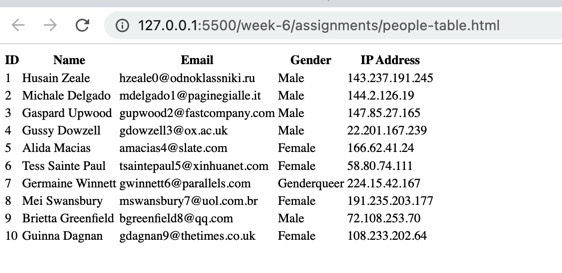 127.0.0.1:5500/week-6/assignments/people-table.html
ID Name Email Gender IP Address
1 Husain Zeale hzeale0@odnoklassniki.ru Male 143.237.191.245
2 Michale Delgado mdelgado1@paginegialle.it Male 144.2.126.19
3 Gaspard Upwood gupwood2@fastcompany.com Male 147.85.27.165
4 Gussy Dowzell gdowzell3@ox.ac.uk Male 22.201.167.239
5 Alida Macias amacias4@slate.com Female 166.62.41.24
6 Tess Sainte Paul tsaintepaul5@xinhuanet.com Female 58.80.74.111
7 Germaine Winnett gwinnett6@parallels.com Genderqueer 224.15.42.167
8 Mei Swansbury mswansbury7@uol.com.br Female 191.235.203.177
9 Brietta Greenfield bgreenfield8@qq.com Male 72.108.253.70
10 Guinna Dagnan gdagnan9@thetimes.co.uk Female 108.233.202.64